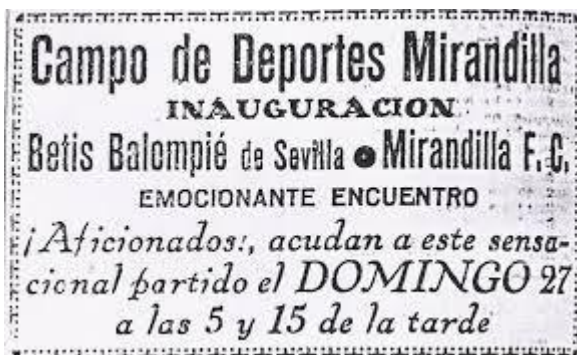 Campo de Deportes Mirandilla
INAUGURACION
Betis Balompié de Sevilla ● Mirandilla F. C.
EMOCIONANTE ENCUENTRO
¡Aficionados!, acudan a este sensa-
cional partido el DOMINGO 27
a las 5 y 15 de la tarde